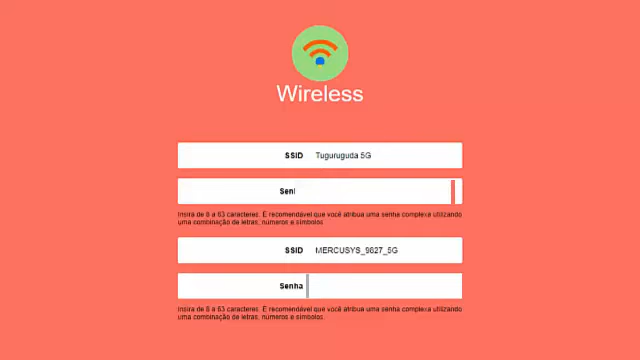 Wireless
SSID Tuguruguda 5G
Sen
Insira de 8 a 63 caracteres. É recomendável que você atribua uma senha complexa utilizando
uma combinação de letras, números e símbolos.
SSID MERCUSYS_9827_5G
Senha
Insira de 8 a 63 caracteres. É recomendável que você atribua uma senha complexa utilizando
uma combinação de letras, números e símbolos.